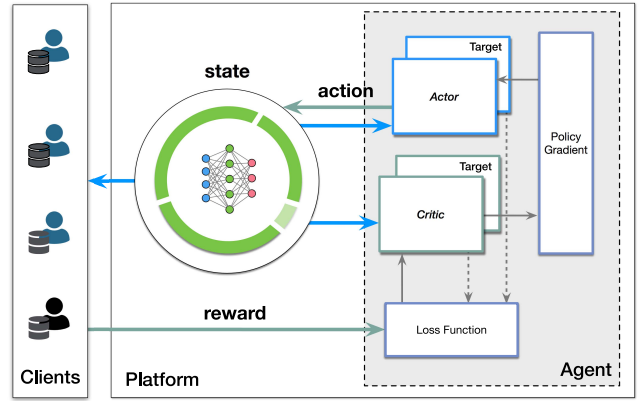 Target
state
action
Actor
Policy
Gradient
Target
Critic
reward
Loss Function
Clients
Platform
Agent